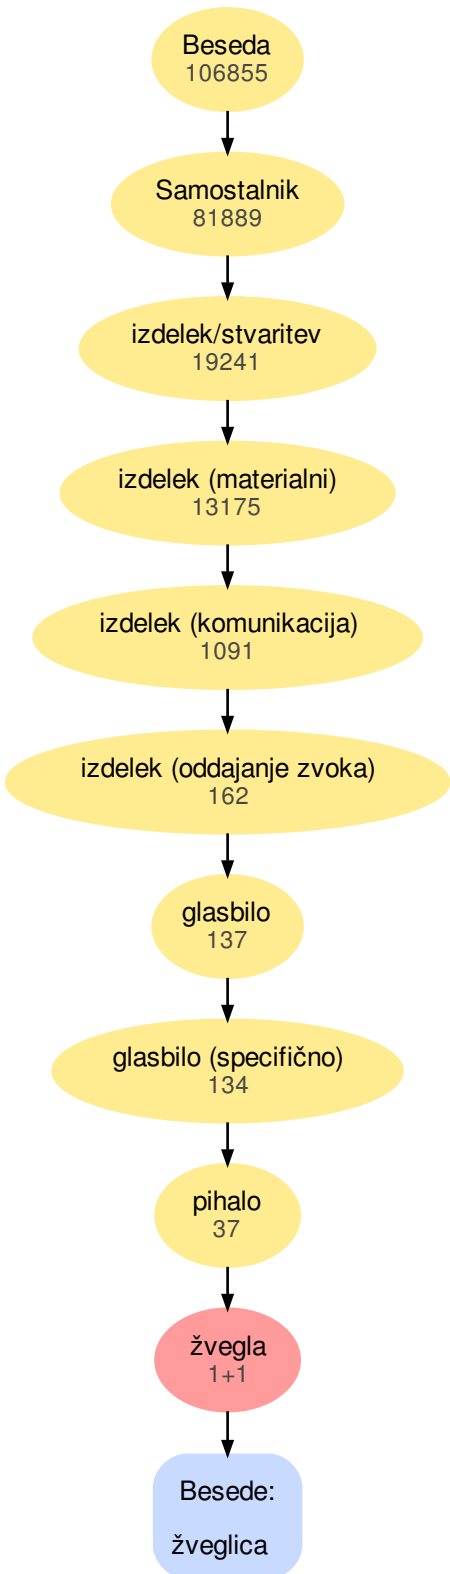 Beseda
106855
Samostalnik
81889
izdelek/stvaritev
19241
izdelek (materialni)
13175
izdelek (komunikacija)
1091
izdelek (oddajanje zvoka)
162
glasbilo
137
glasbilo (specifično)
134
pihalo
37
žvegla
1+1
Besede:
žveglica